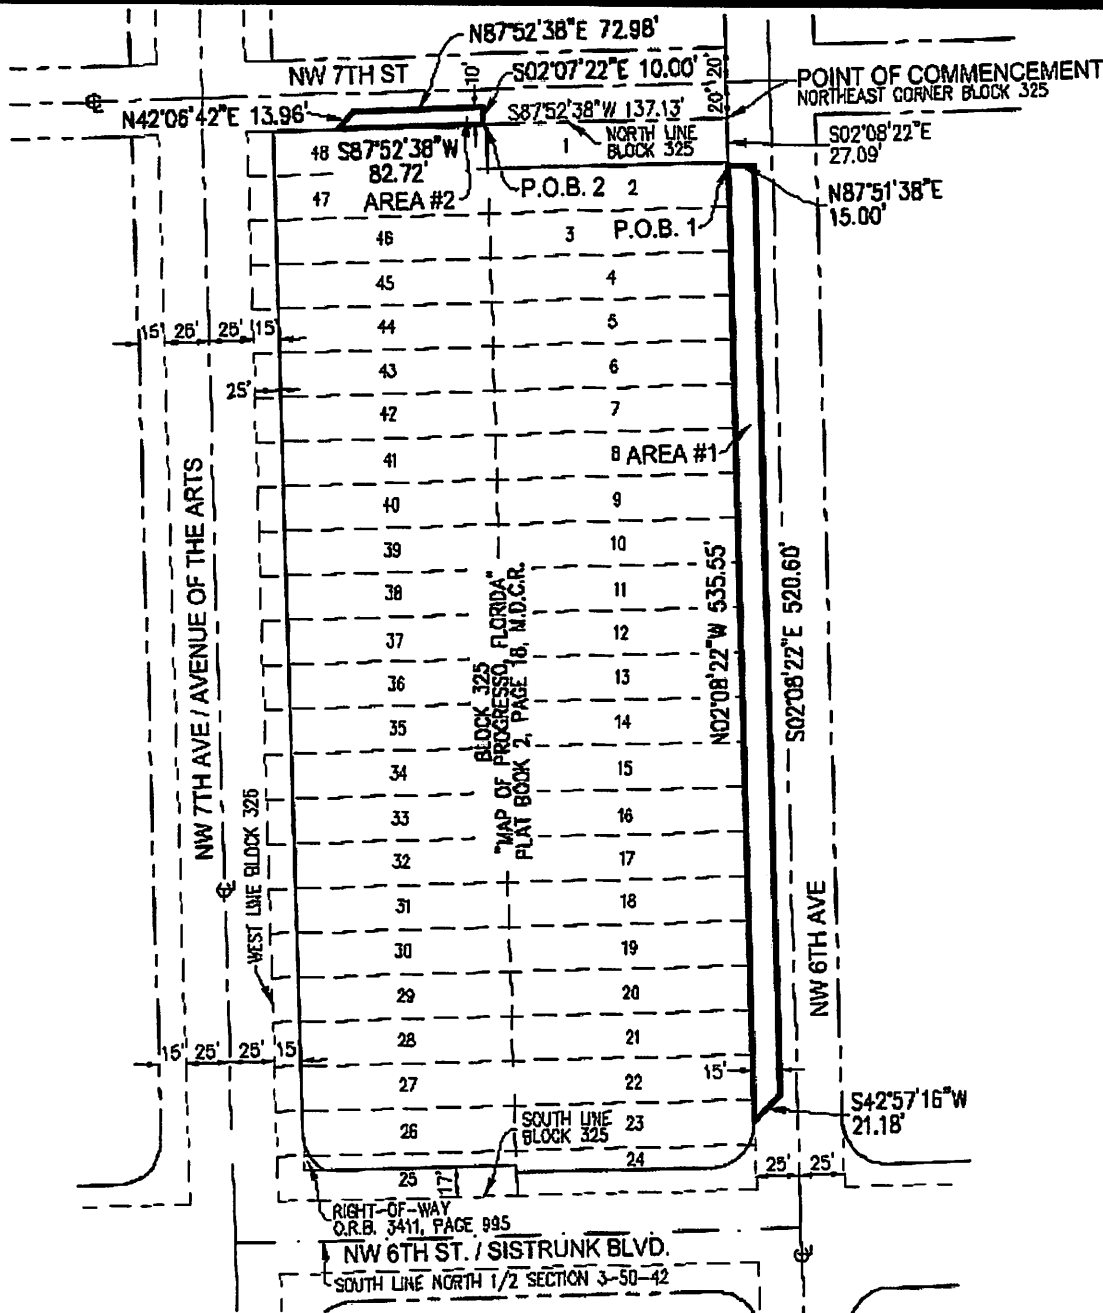 N87°52'38"E 72.98'
NW 7TH ST
10'
S02°07'22"E 10.00'
20'
20'
POINT OF COMMENCEMENT
NORTHEAST CORNER BLOCK 325
N42°06'42"E 13.96'
S87°52'38"W 137.13'
NORTH LINE
BLOCK 325
S02°08'22"E
27.09'
48
S87°52'38"W
82.72'
1
47
AREA #2
P.O.B. 2
2
N87°51'38"E
15.00'
46
3
P.O.B. 1
45
4
44
5
15'
25'
25'
15'
43
6
25'
42
7
41
8
AREA #1
40
9
39
10
38
11
37
12
36
13
35
14
34
15
33
16
32
17
31
18
30
19
29
20
28
21
27
22
26
23
25
24
NW 7TH AVE / AVENUE OF THE ARTS
WEST LINE BLOCK 325
BLOCK 325
"MAP OF PROGRESSO, FLORIDA"
PLAT BOOK 2, PAGE 18, M.D.C.R.
N02°08'22"W 535.55'
S02°08'22"E 520.60'
NW 6TH AVE
15'
25'
25'
15'
15'
S42°57'16"W
21.18'
SOUTH LINE
BLOCK 325
17'
25'
25'
RIGHT-OF-WAY
O.R.B. 3411, PAGE 995
NW 6TH ST. / SISTRUNK BLVD.
SOUTH LINE NORTH 1/2 SECTION 3-50-42